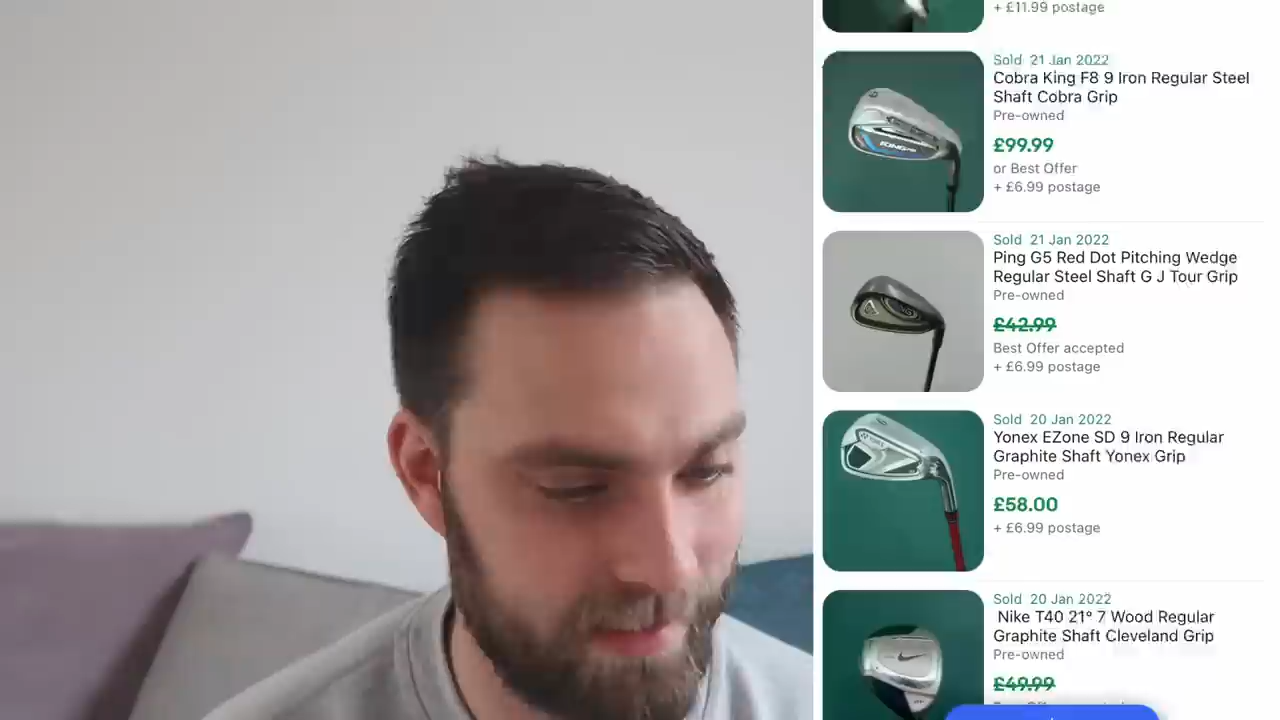 + £11.99 postage
Sold 21 Jan 2022
Cobra King F8 9 Iron Regular Steel
Shaft Cobra Grip
Pre-owned
£99.99
or Best Offer
+ £6.99 postage
Sold 21 Jan 2022
Ping G5 Red Dot Pitching Wedge
Regular Steel Shaft G J Tour Grip
Pre-owned
£42.99
Best Offer accepted
+ £6.99 postage
Sold 20 Jan 2022
Yonex EZone SD 9 Iron Regular
Graphite Shaft Yonex Grip
Pre-owned
£58.00
+ £6.99 postage
Sold 20 Jan 2022
Nike T40 21° 7 Wood Regular
Graphite Shaft Cleveland Grip
Pre-owned
£49.99